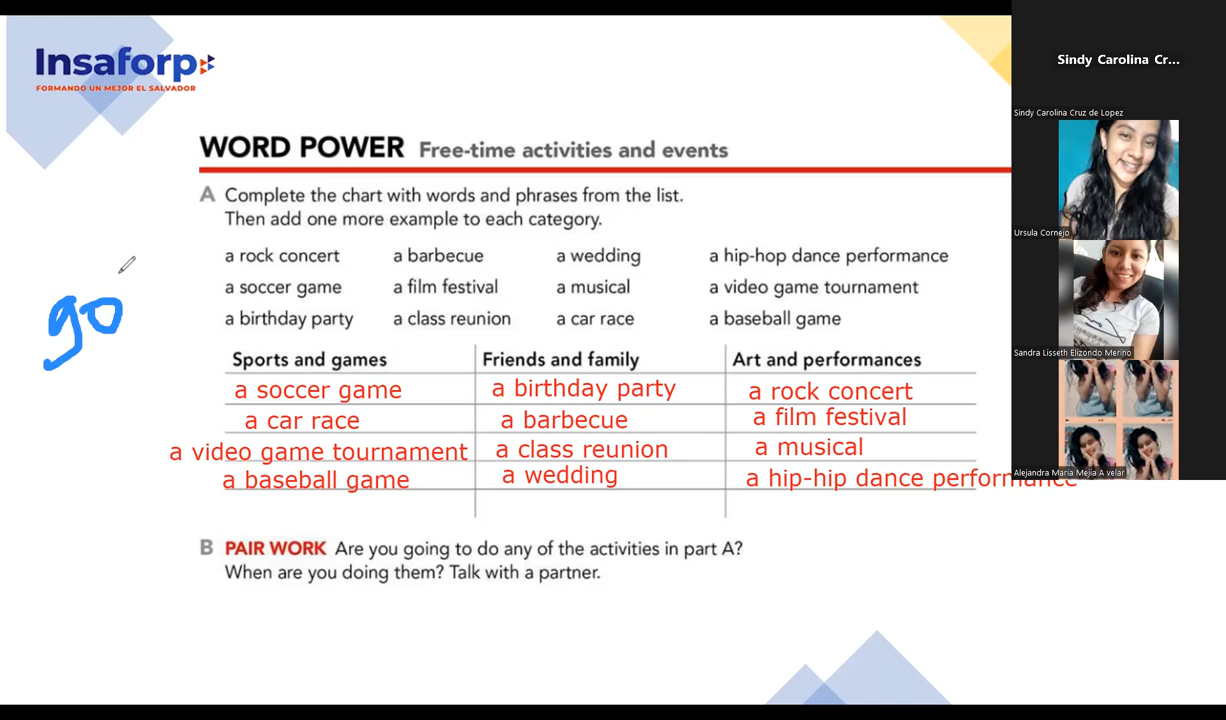 Insaforp
FORMANDO UN MEJOR EL SALVADOR
WORD POWER Free-time activities and events
A Complete the chart with words and phrases from the list.
Then add one more example to each category.
a rock concert a barbecue a wedding a hip-hop dance performance
a soccer game a film festival a musical a video game tournament
a birthday party a class reunion a car race a baseball game
go
Sports and games Friends and family Art and performances
a soccer game a birthday party a rock concert
a car race a barbecue a film festival
a video game tournament a class reunion a musical
a baseball game a wedding a hip-hip dance performance
B PAIR WORK Are you going to do any of the activities in part A?
When are you doing them? Talk with a partner.
Sindy Carolina Cr...
Sindy Carolina Cruz de Lopez
Ursula Cornejo
Sandra Lisseth Elizondo Merino
Alejandra Maria Mejia A velar